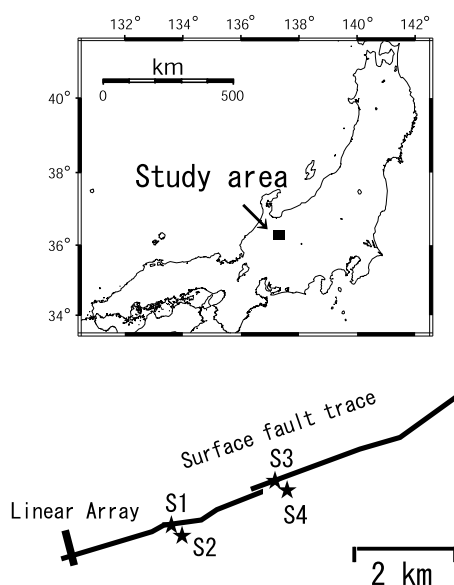 132° 134° 136° 138° 140° 142°
km
0 500
40°
38°
Study area
36°
34°
Surface fault trace
S3
S1
Linear Array
S4
S2
2 km